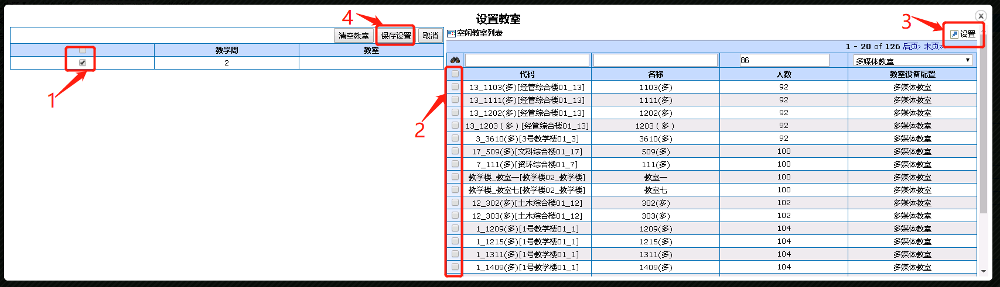 设置教室
4
3
清空教室 保存设置 取消
空闲教室列表
设置
1 - 20 of 126 后页› 末页»
教学周 教室
2
1
2
86 多媒体教室
代码 名称 人数 教室设备配置
13_1103(多)[经管综合楼01_13] 1103(多) 92 多媒体教室
13_1111(多)[经管综合楼01_13] 1111(多) 92 多媒体教室
13_1202(多)[经管综合楼01_13] 1202(多) 92 多媒体教室
13_1203（多）[经管综合楼01_13] 1203（多） 92 多媒体教室
3_3610(多)[3号教学楼01_3] 3610(多) 92 多媒体教室
17_509(多)[文科综合楼01_17] 509(多) 100 多媒体教室
7_111(多)[资环综合楼01_7] 111(多) 100 多媒体教室
教学楼_教室一[教学楼02_教学楼] 教室一 100 多媒体教室
教学楼_教室七[教学楼02_教学楼] 教室七 100 多媒体教室
12_302(多)[土木综合楼01_12] 302(多) 102 多媒体教室
12_303(多)[土木综合楼01_12] 303(多) 102 多媒体教室
1_1209(多)[1号教学楼01_1] 1209(多) 104 多媒体教室
1_1215(多)[1号教学楼01_1] 1215(多) 104 多媒体教室
1_1311(多)[1号教学楼01_1] 1311(多) 104 多媒体教室
1_1409(多)[1号教学楼01_1] 1409(多) 104 多媒体教室